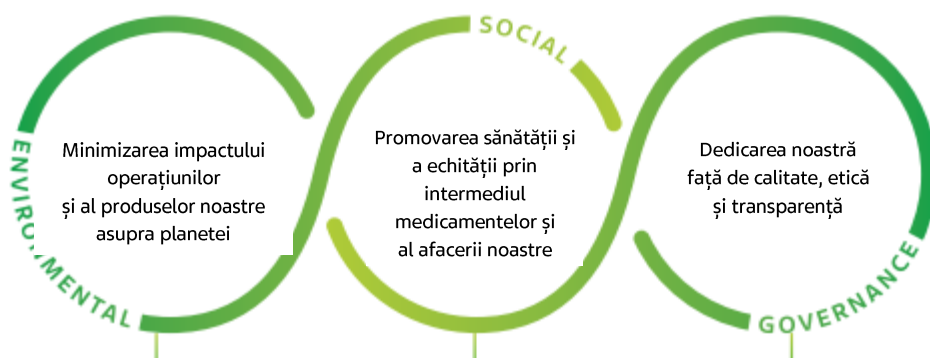 ENVIRONMENTAL
Minimizarea impactului
operațiunilor
și al produselor noastre
asupra planetei
SOCIAL
Promovarea sănătății și
a echității prin
intermediul
medicamentelor și
al afacerii noastre
Dedicarea noastră
față de calitate, etică
și transparență
GOVERNANCE